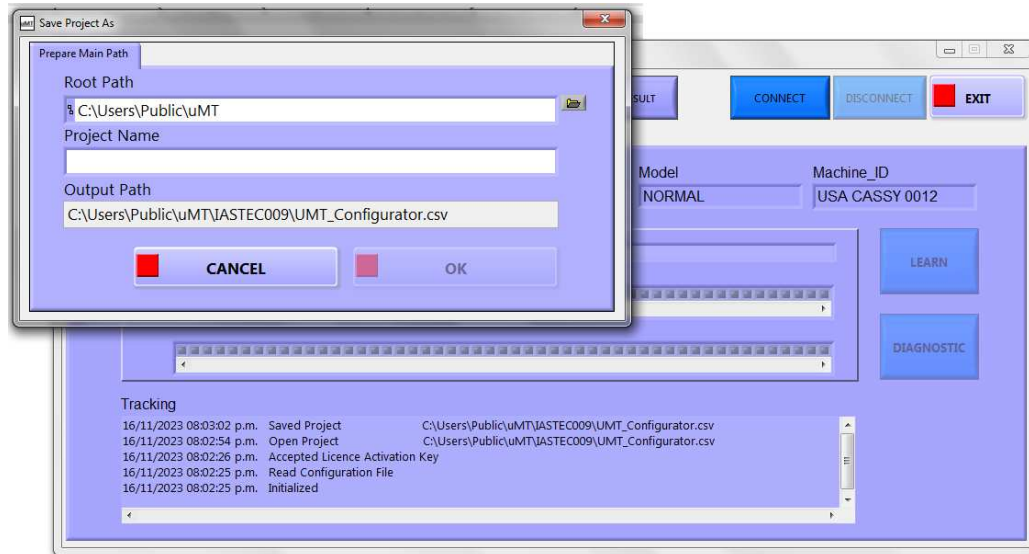 uMT Save Project As
Prepare Main Path
Root Path
C:\Users\Public\uMT
Project Name
Output Path
C:\Users\Public\uMT\IASTEC009\UMT_Configurator.csv
CANCEL
OK
SULT
CONNECT
DISCONNECT
EXIT
Model
Machine_ID
NORMAL
USA CASSY 0012
LEARN
DIAGNOSTIC
Tracking
16/11/2023 08:03:02 p.m. Saved Project C:\Users\Public\uMT\IASTEC009\UMT_Configurator.csv
16/11/2023 08:02:54 p.m. Open Project C:\Users\Public\uMT\IASTEC009\UMT_Configurator.csv
16/11/2023 08:02:26 p.m. Accepted Licence Activation Key
16/11/2023 08:02:25 p.m. Read Configuration File
16/11/2023 08:02:25 p.m. Initialized